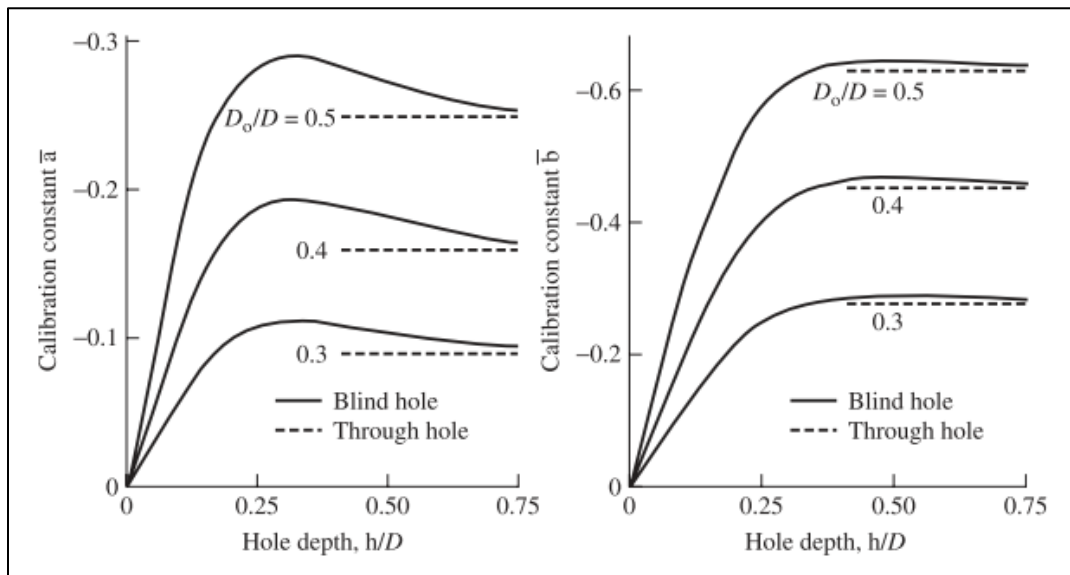 Calibration constant a̅
–0.3
–0.2
–0.1
0
Dₒ/D = 0.5
0.4
0.3
Blind hole
Through hole
0 0.25 0.50 0.75
Hole depth, h/D
Calibration constant b̅
–0.6
–0.4
–0.2
0
Dₒ/D = 0.5
0.4
0.3
Blind hole
Through hole
0 0.25 0.50 0.75
Hole depth, h/D